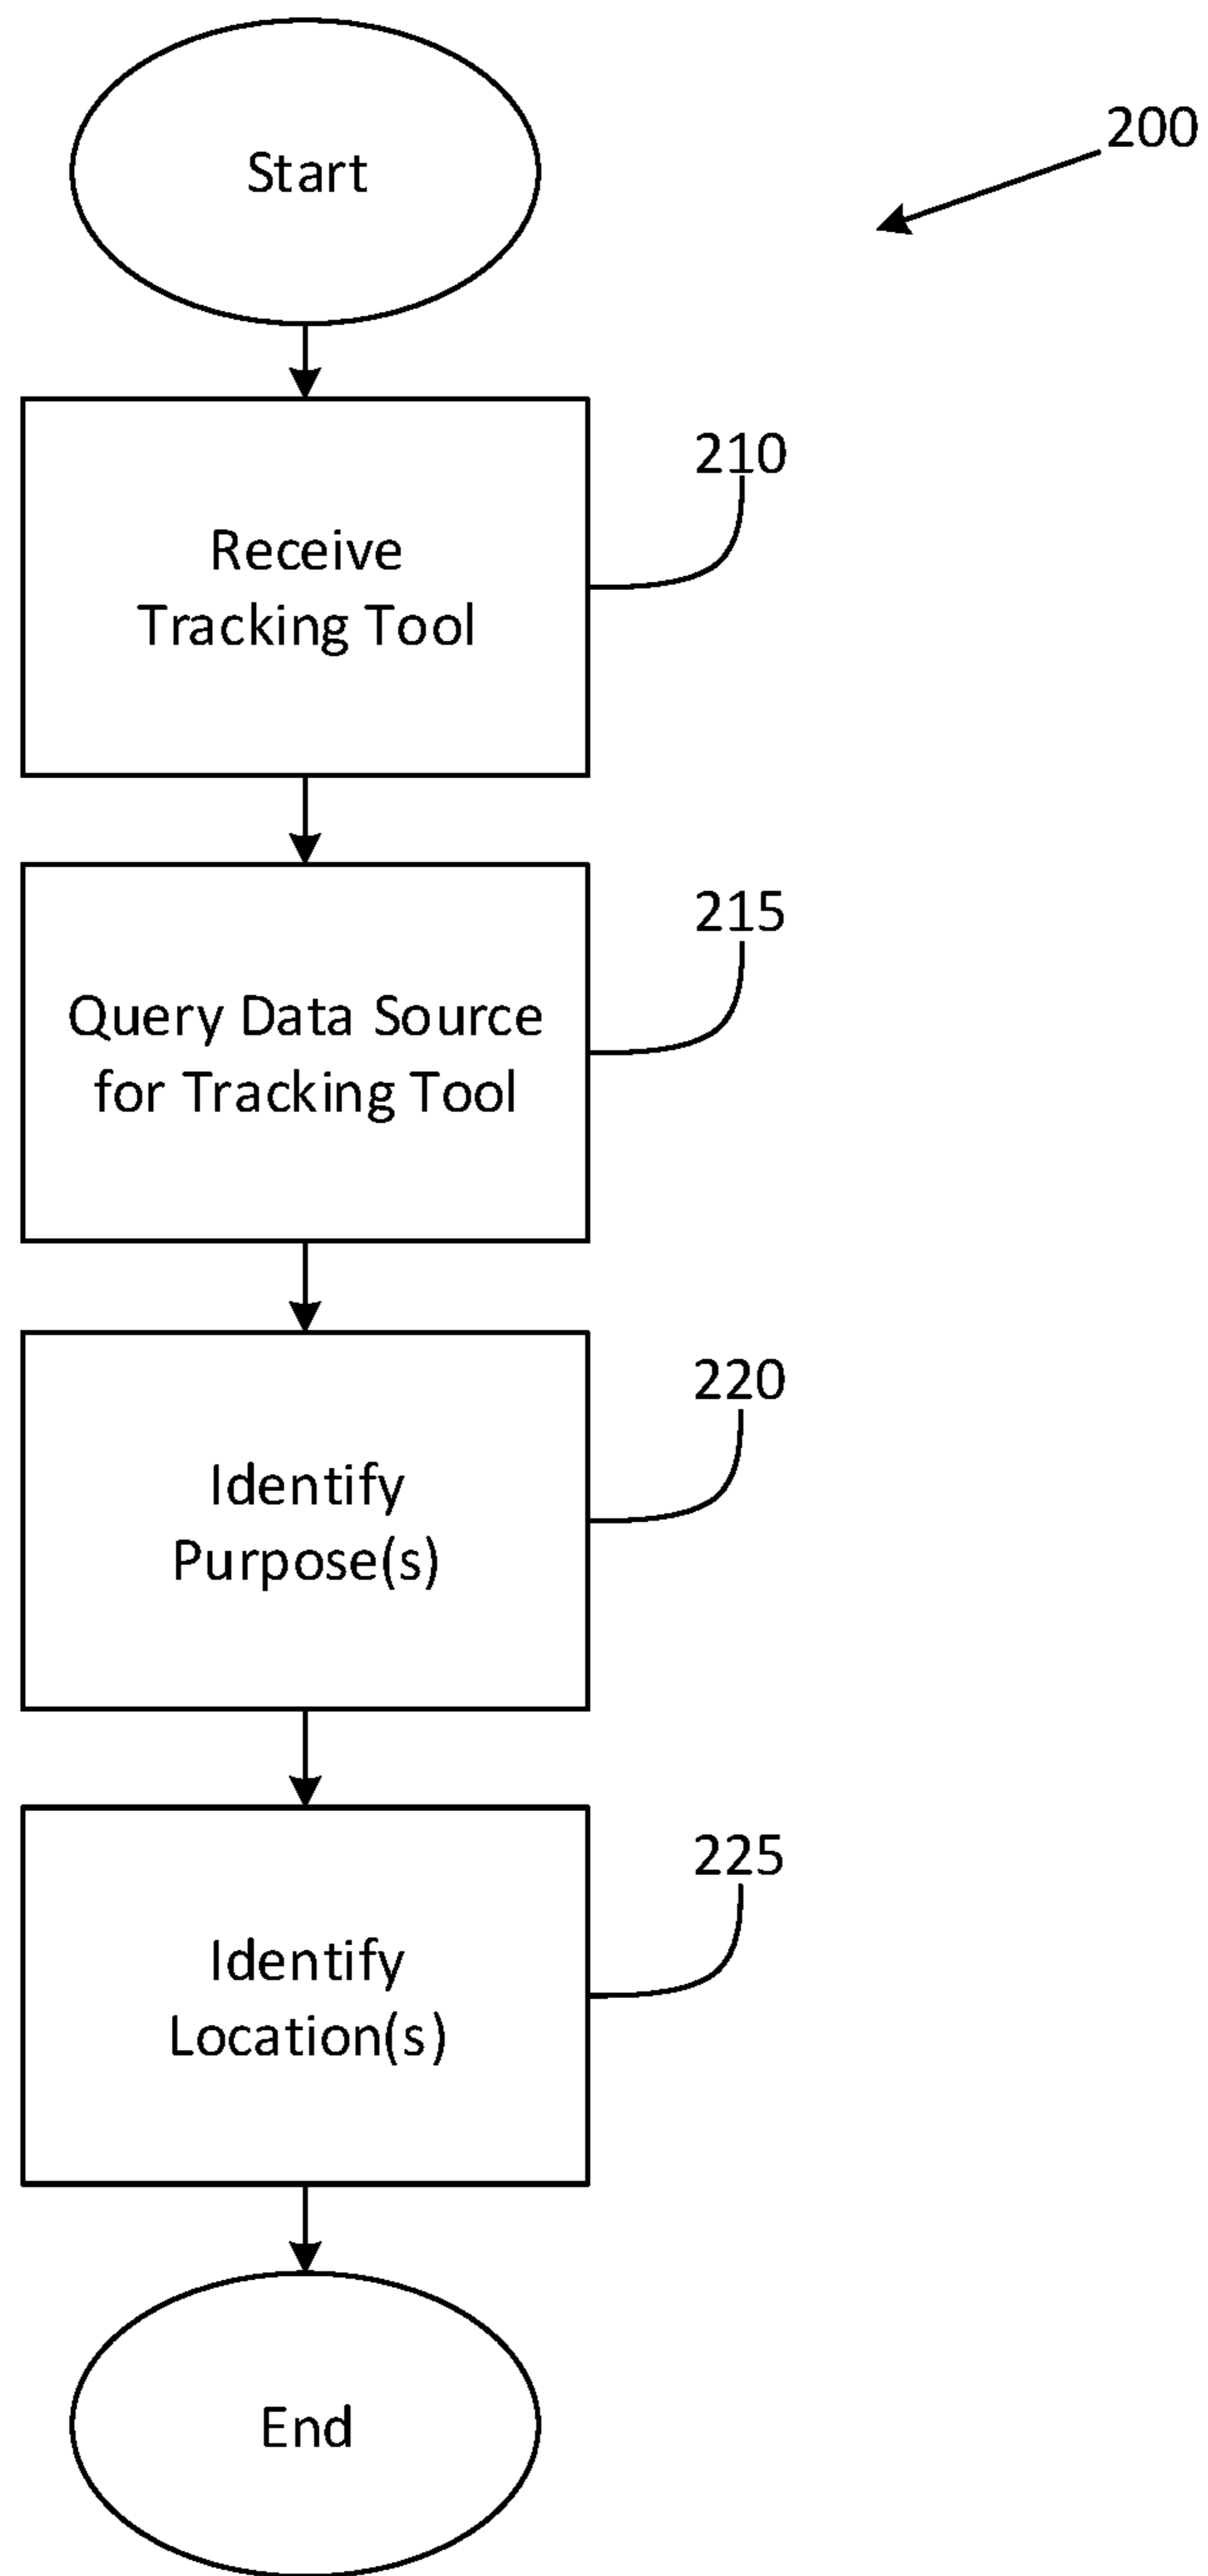 Start
200
Receive
Tracking Tool
210
Query Data Source
for Tracking Tool
215
Identify
Purpose(s)
220
Identify
Location(s)
225
End